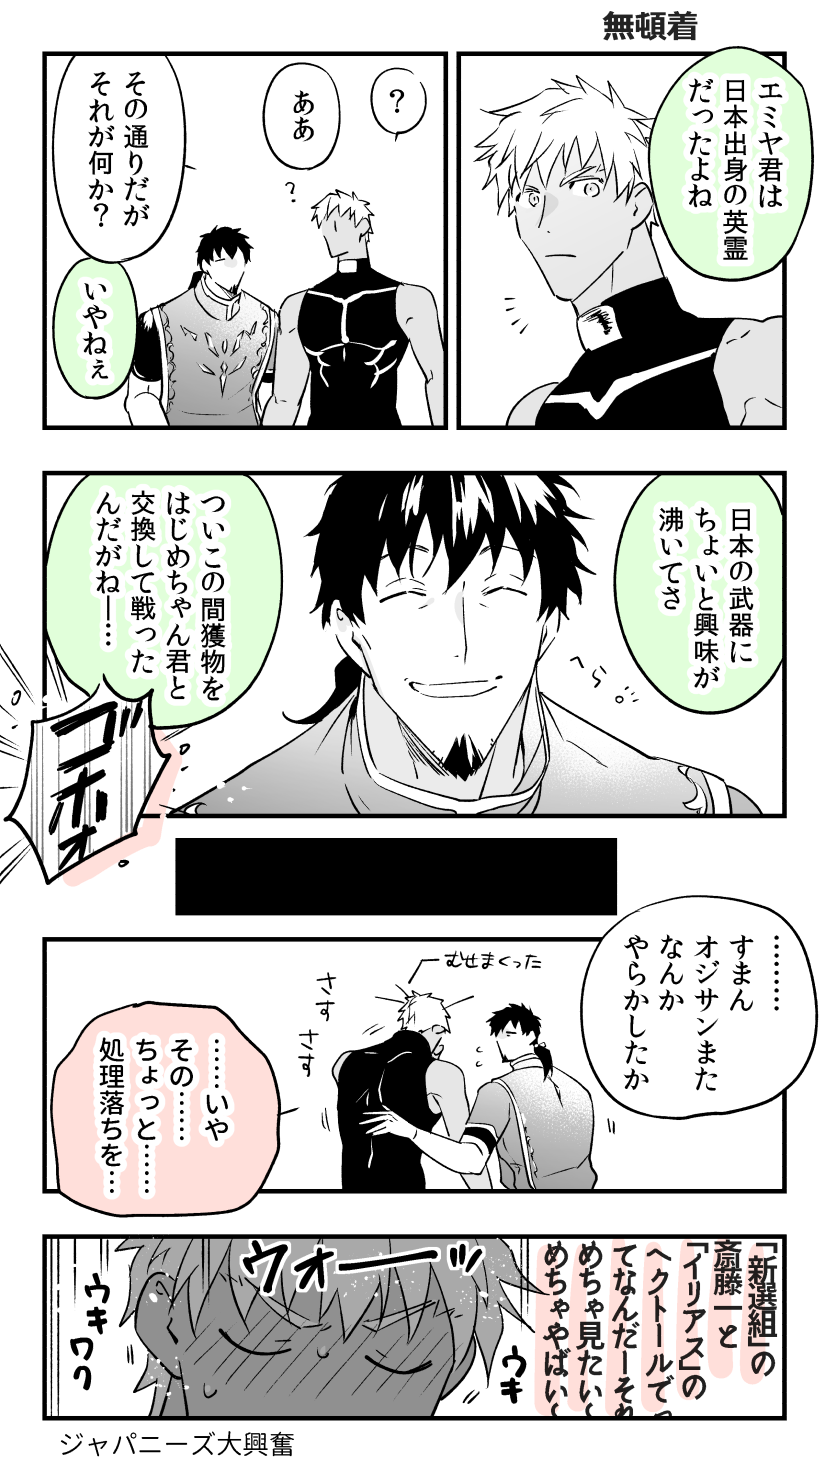 無頓着
エミヤ君は
日本出身の英霊
だったよね
？
ああ
？
その通りだが
それが何か？
いやねぇ
日本の武器に
ちょいと興味が
沸いてさ
へら
ついこの間獲物を
はじめちゃん君と
交換して戦った
んだがねー…
ゴホォ
………
すまん
オジサンまた
なんか
やらかしたか
むせまくった
さす
さす
……いや
その……
ちょっと……
処理落ちを…
「新選組」の
斎藤一と
「イリアス」の
ヘクトールでっ
てなんだーそれ
めちゃ見たい〜
めちゃやばい〜
ウォーーッ
ウキ
ウキワク
ジャパニーズ大興奮